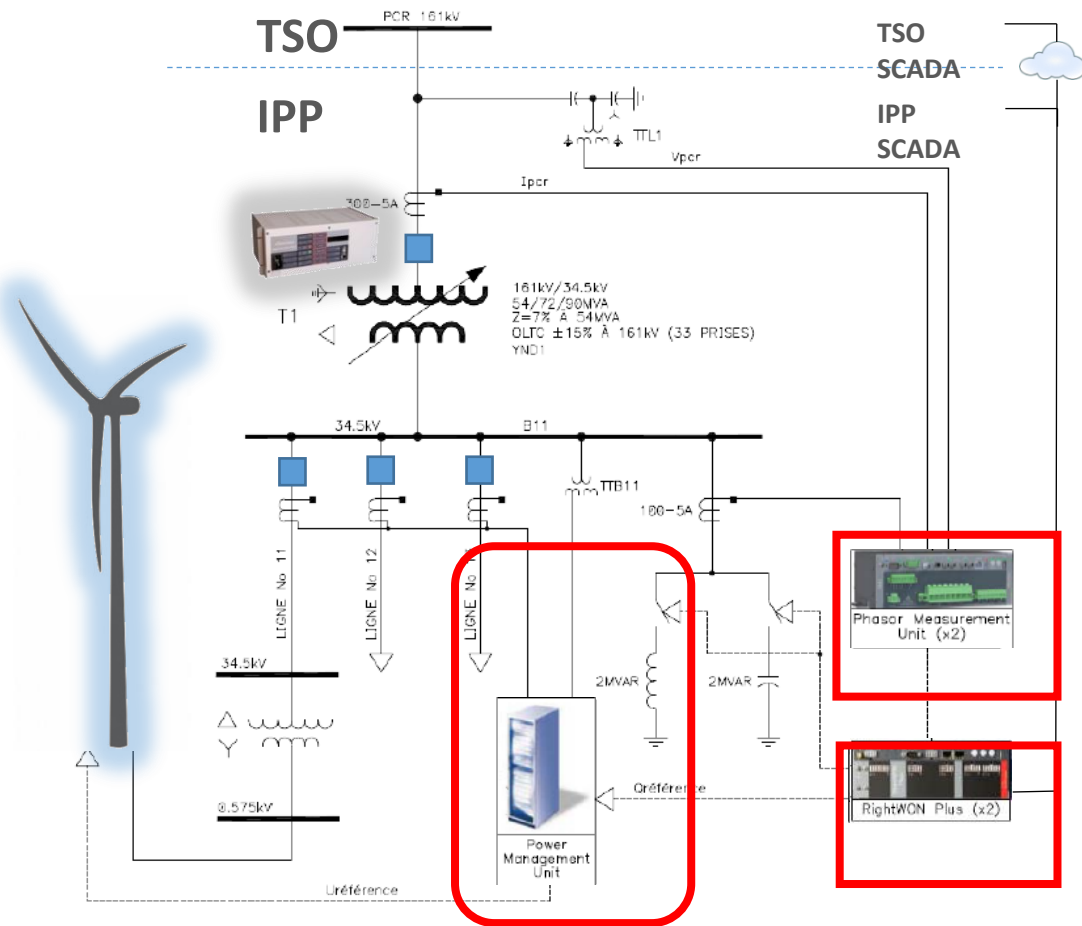 TSO
PCR 161kV
TSO
SCADA
IPP
IPP
SCADA
TTL1
Vpcr
Ipcr
300-5A
T1
161kV/34.5kV
54/72/90MVA
Z=7% À 54MVA
OLTC ±15% À 161kV (33 PRISES)
YND1
34.5kV
B11
TTB11
100-5A
LIGNE No 11
LIGNE No 12
LIGNE No
Phasor Measurement
Unit (x2)
34.5kV
2MVAR
2MVAR
0.575kV
Qréférence
RightWON Plus (x2)
Power
Management
Unit
Uréférence